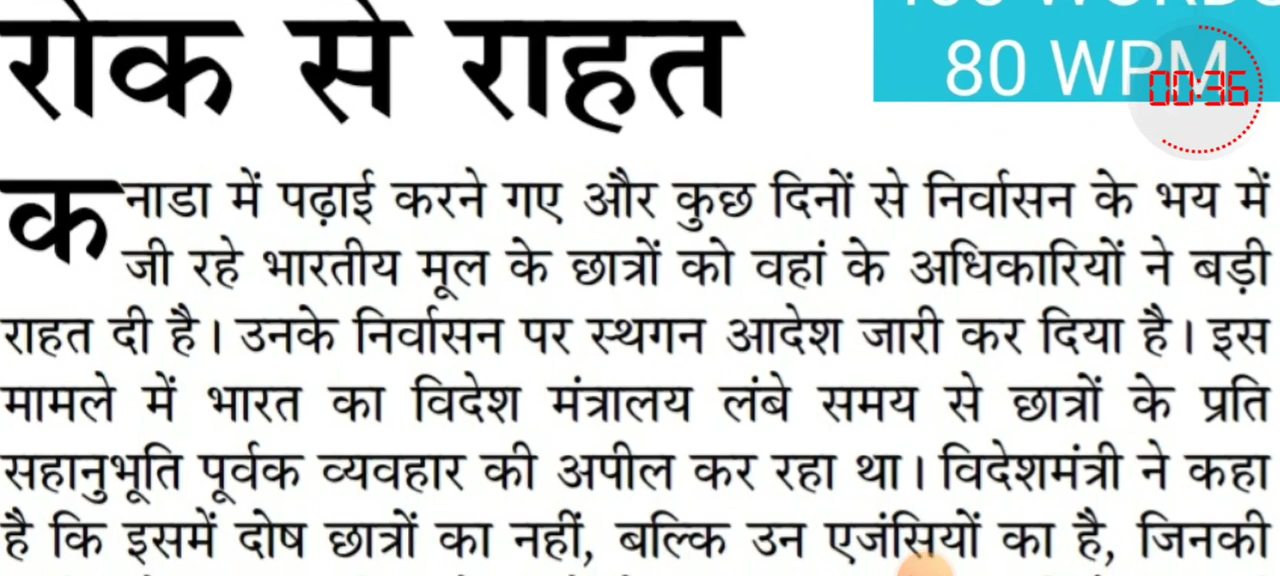 रोक से राहत
80 WPM
00:36
कनाडा में पढ़ाई करने गए और कुछ दिनों से निर्वासन के भय में
जी रहे भारतीय मूल के छात्रों को वहां के अधिकारियों ने बड़ी
राहत दी है। उनके निर्वासन पर स्थगन आदेश जारी कर दिया है। इस
मामले में भारत का विदेश मंत्रालय लंबे समय से छात्रों के प्रति
सहानुभूति पूर्वक व्यवहार की अपील कर रहा था। विदेशमंत्री ने कहा
है कि इसमें दोष छात्रों का नहीं, बल्कि उन एजंसियों का है, जिनकी